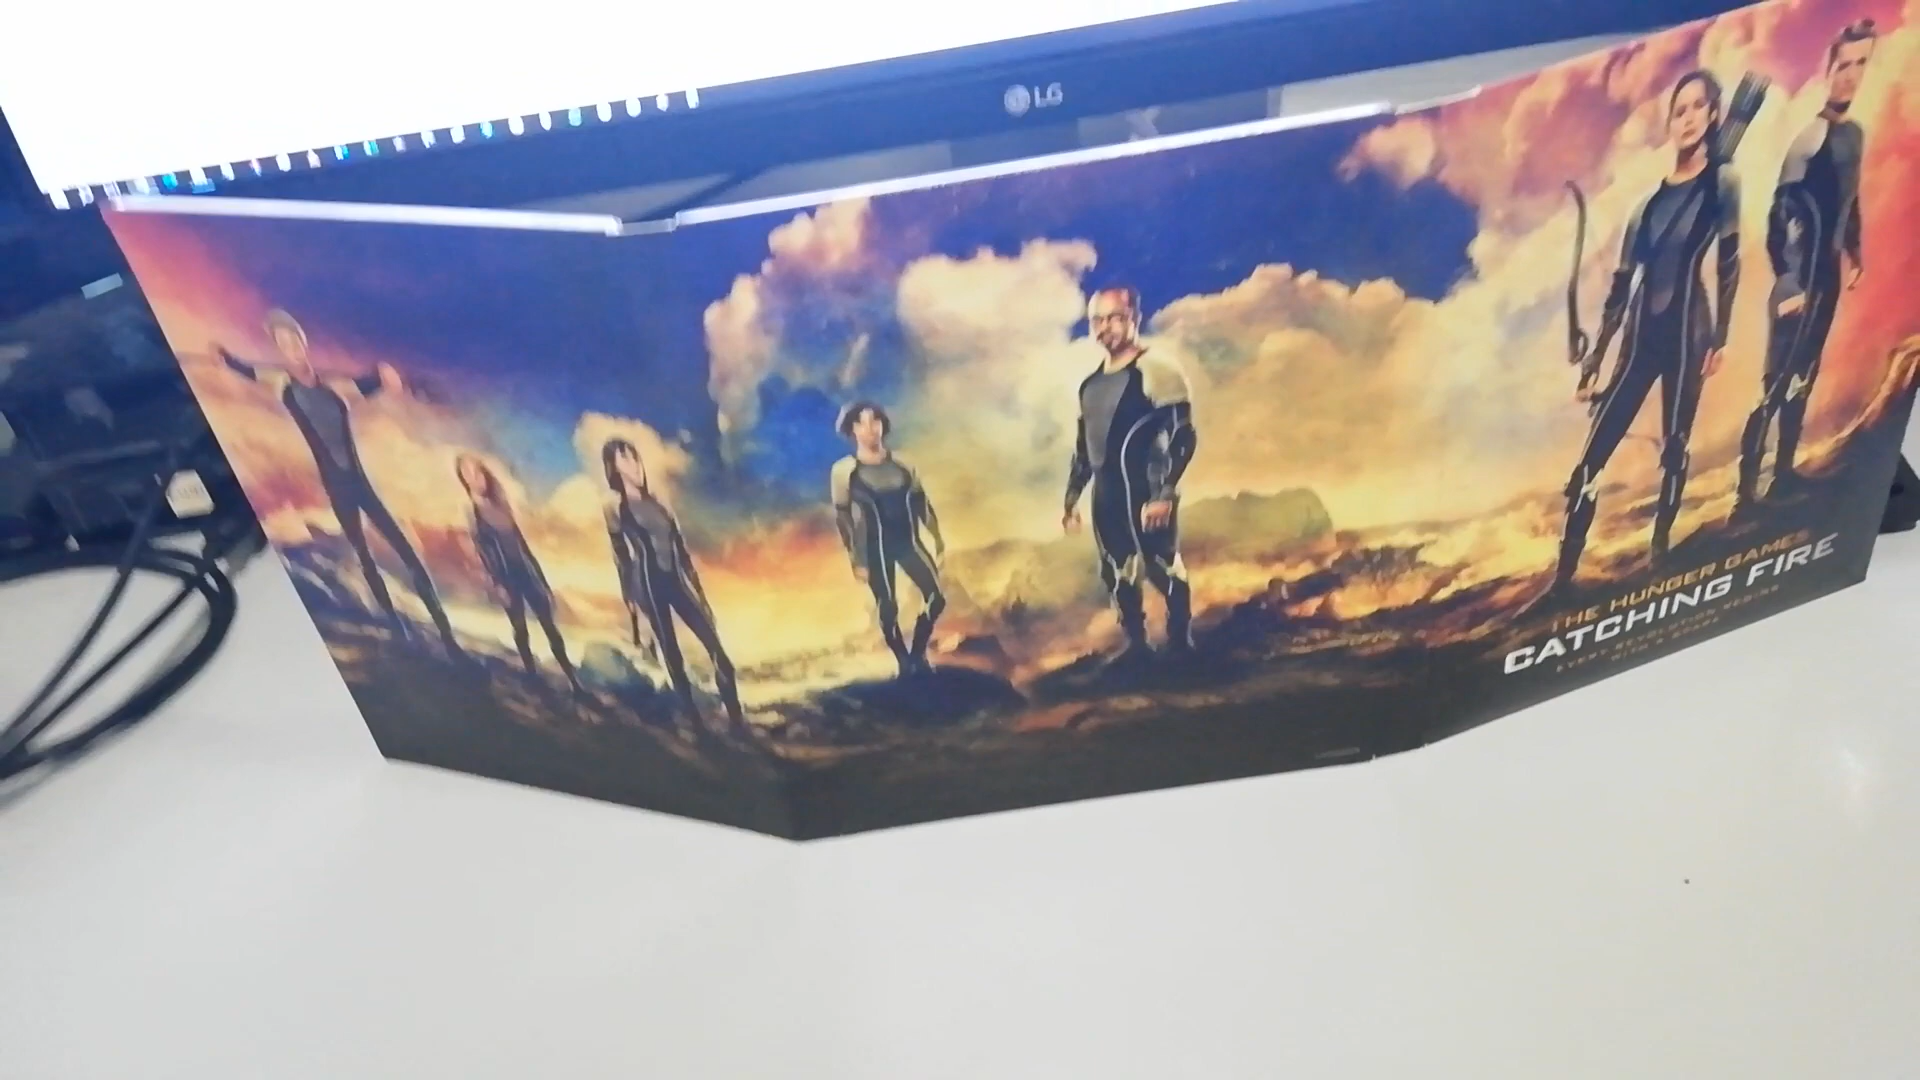 LG
THE HUNGER GAMES
CATCHING FIRE
EVERY REVOLUTION BEGINS
WITH A SPARK